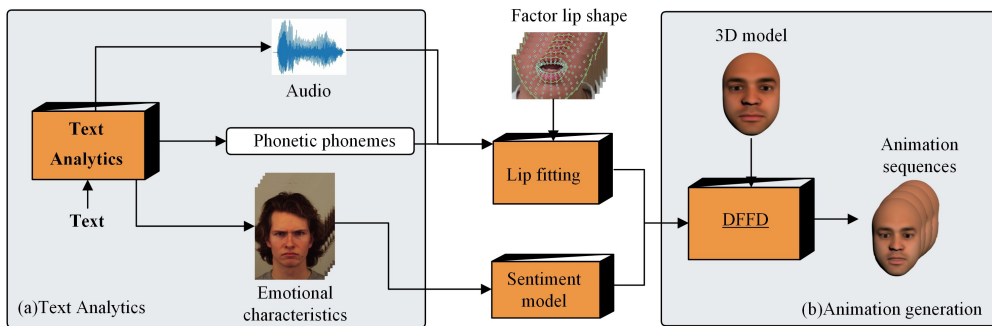 Audio
Text
Analytics
Phonetic phonemes
Text
Emotional
characteristics
(a)Text Analytics
Factor lip shape
Lip fitting
Sentiment
model
3D model
DFFD
Animation
sequences
(b)Animation generation